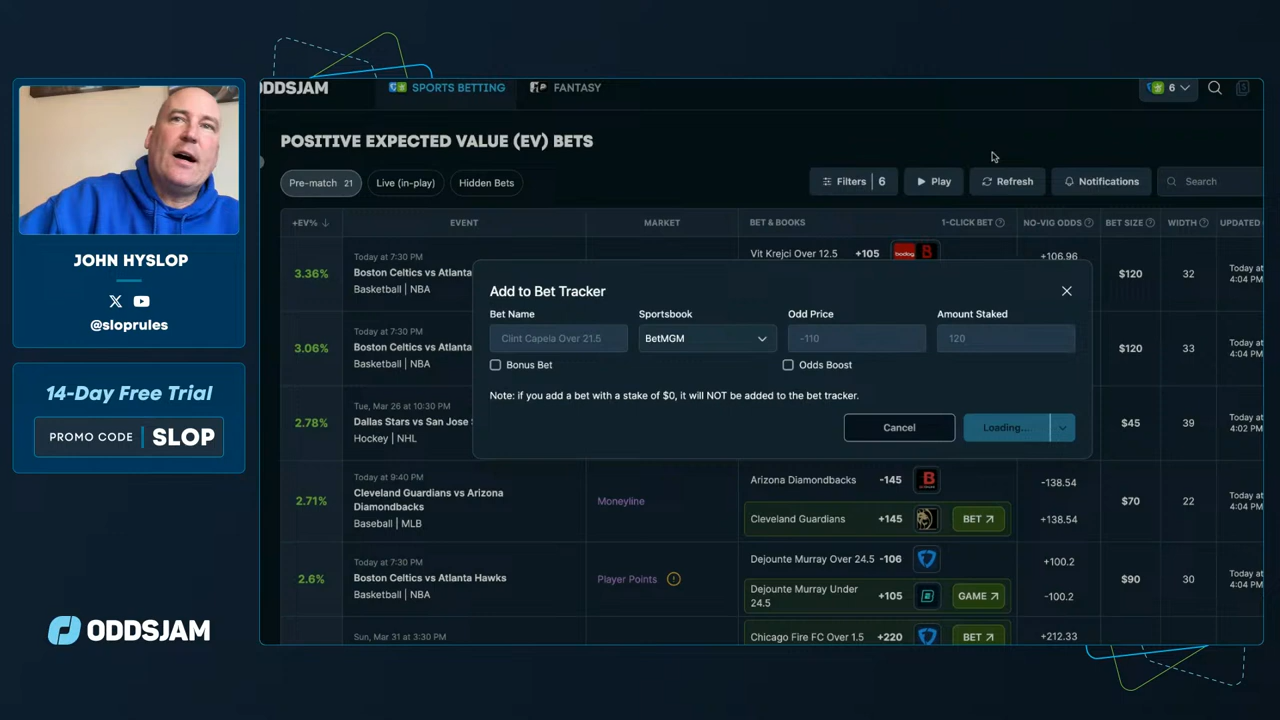 JOHN HYSLOP
@sloprules
14-Day Free Trial
PROMO CODE | SLOP
ODDSJAM
ODDSJAM
SPORTS BETTING
FANTASY
6
POSITIVE EXPECTED VALUE (EV) BETS
Pre-match 21
Live (in-play)
Hidden Bets
Filters | 6
Play
Refresh
Notifications
Search
+EV% ↓
EVENT
MARKET
BET & BOOKS
1-CLICK BET
NO-VIG ODDS
BET SIZE
WIDTH
UPDATED
3.36%
Today at 7:30 PM
Boston Celtics vs Atlanta
Basketball | NBA
Vit Krejci Over 12.5 +105
bodog
+106.96
$120
32
Today at
4:04 PM
Add to Bet Tracker
Bet Name
Sportsbook
Odd Price
Amount Staked
Clint Capela Over 21.5
BetMGM
-110
120
Bonus Bet
Odds Boost
Note: if you add a bet with a stake of $0, it will NOT be added to the bet tracker.
Cancel
Loading...
3.06%
Today at 7:30 PM
Boston Celtics vs Atlanta
Basketball | NBA
$120
33
Today at
4:04 PM
2.78%
Tue, Mar 26 at 10:30 PM
Dallas Stars vs San Jose
Hockey | NHL
$45
39
Today at
4:02 PM
2.71%
Today at 9:40 PM
Cleveland Guardians vs Arizona
Diamondbacks
Baseball | MLB
Moneyline
Arizona Diamondbacks -145
Cleveland Guardians +145
BET
-138.54
+138.54
$70
22
Today at
4:04 PM
2.6%
Today at 7:30 PM
Boston Celtics vs Atlanta Hawks
Basketball | NBA
Player Points
Dejounte Murray Over 24.5 -106
Dejounte Murray Under
24.5
+105
GAME
+100.2
-100.2
$90
30
Today at
4:04 PM
Sun, Mar 31 at 3:30 PM
Chicago Fire FC Over 1.5 +220
BET
+212.33
Today at